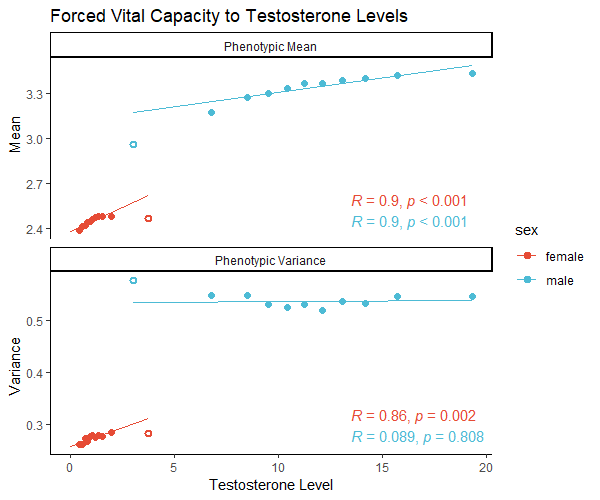 Forced Vital Capacity to Testosterone Levels
Phenotypic Mean
Mean
3.3
3.0
2.7
2.4
R = 0.9, p < 0.001
R = 0.9, p < 0.001
sex
female
male
Phenotypic Variance
Variance
0.5
0.4
0.3
R = 0.86, p = 0.002
R = 0.089, p = 0.808
0 5 10 15 20
Testosterone Level